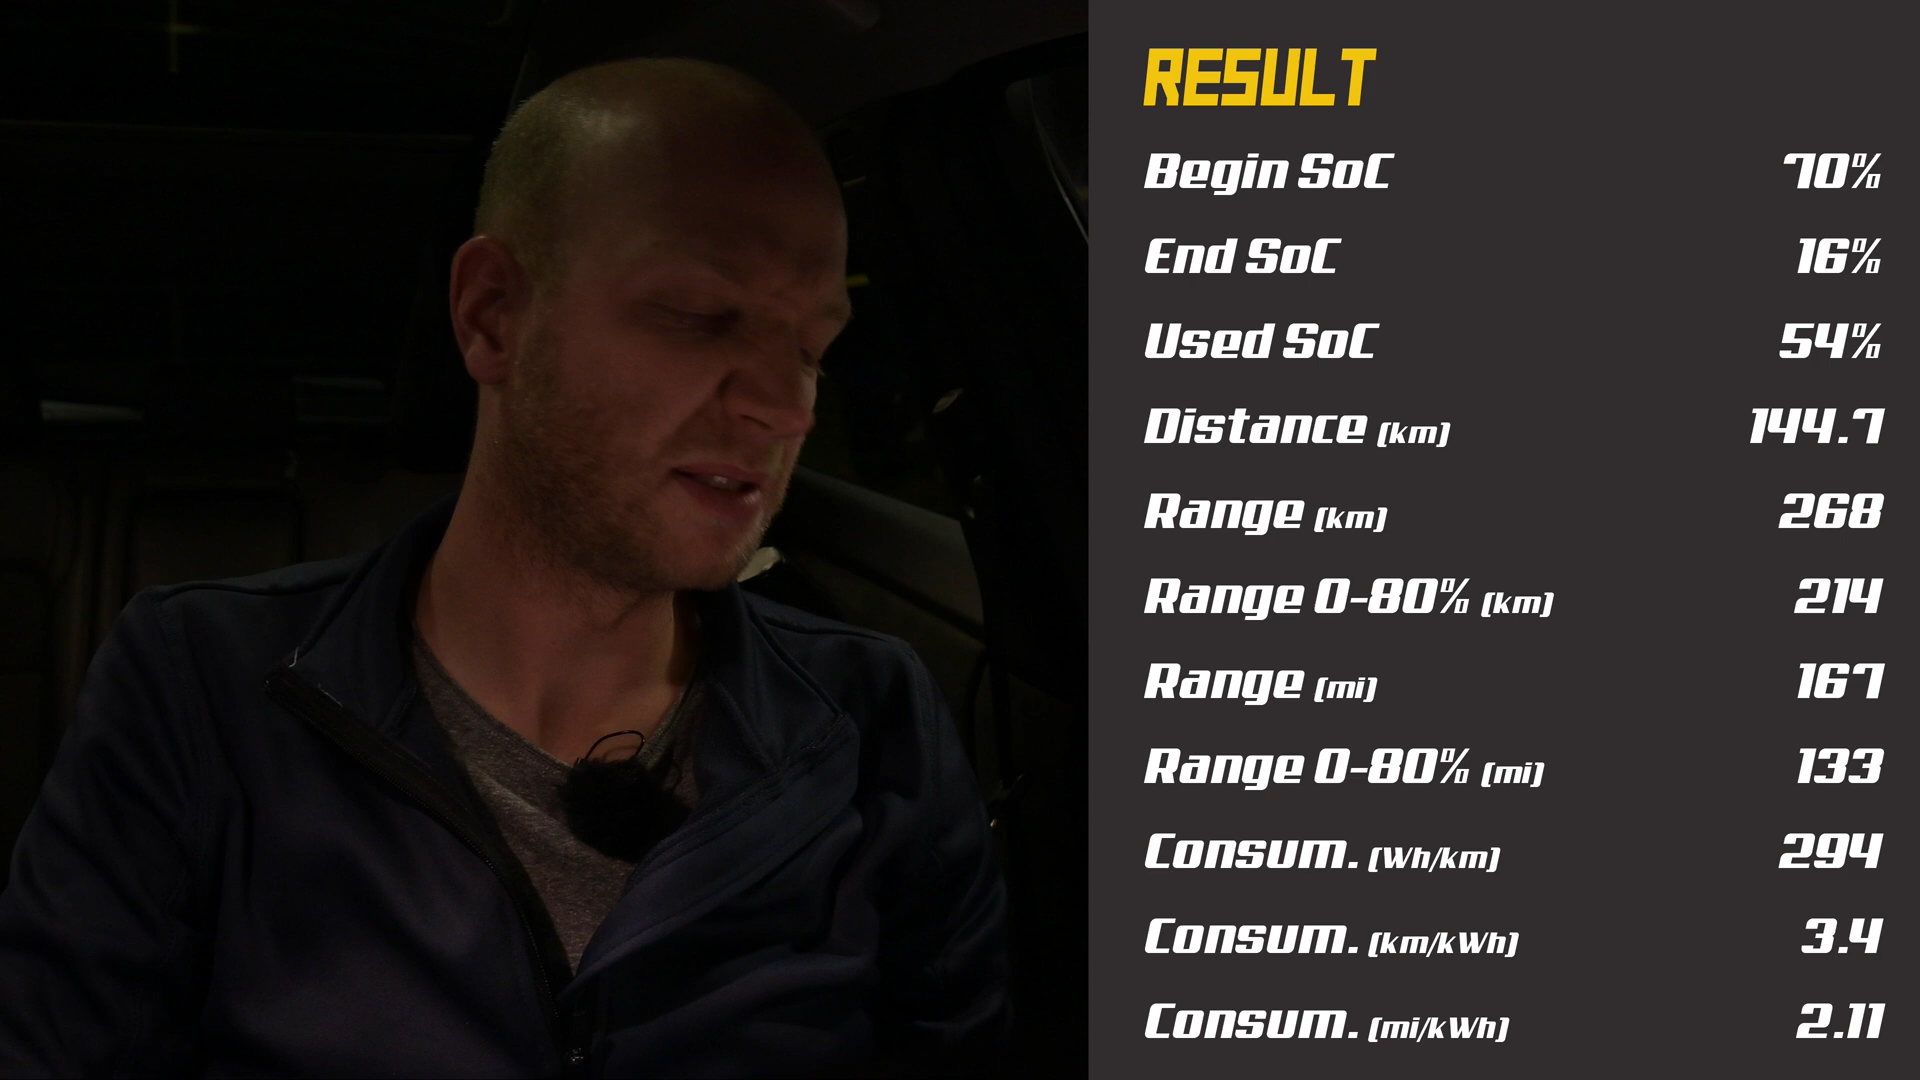 RESULT
Begin SoC 70%
End SoC 16%
Used SoC 54%
Distance (km) 144.7
Range (km) 268
Range 0-80% (km) 214
Range (mi) 167
Range 0-80% (mi) 133
Consum. (Wh/km) 294
Consum. (km/kWh) 3.4
Consum. (mi/kWh) 2.11